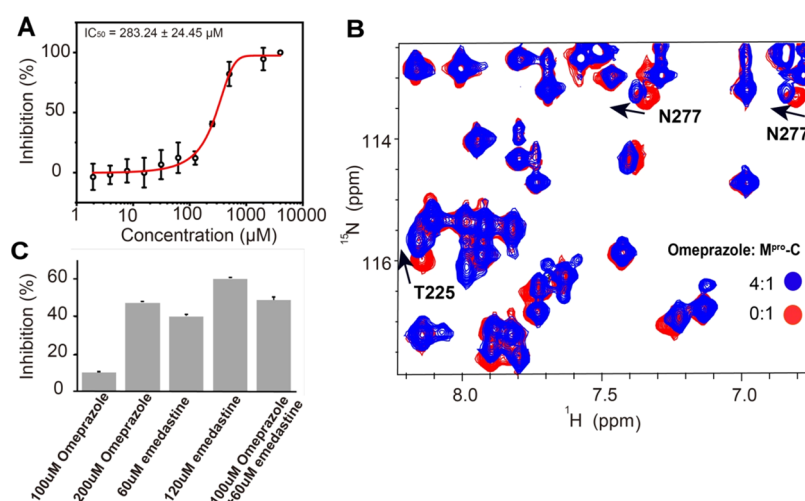 A
IC₅₀ = 283.24 ± 24.45 µM
100
50
0
Inhibition (%)
1
10
100
1000
10000
Concentration (µM)
B
114
116
¹⁵N (ppm)
N277
N277
T225
Omeprazole: Mᵖʳᵒ-C
4:1
0:1
8.0
7.5
7.0
¹H (ppm)
C
60
40
20
0
Inhibition (%)
100uM Omeprazole
200uM Omeprazole
60uM emedastine
120uM emedastine
100uM Omeprazole
+60uM emedastine